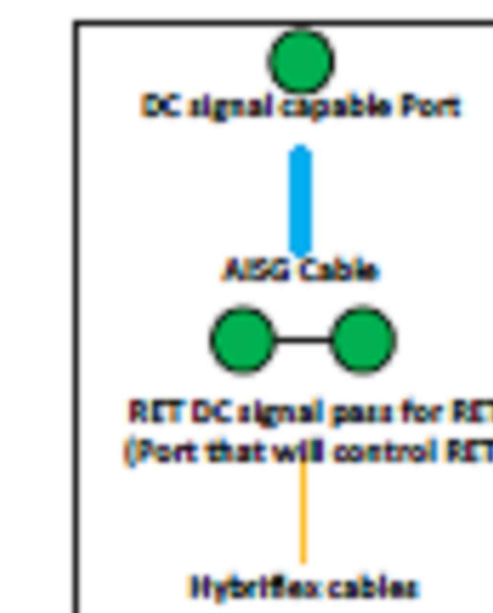 DC signal capable Port
AISG Cable
RET DC signal pass for RET
(Port that will control RET
Hybriflex cables